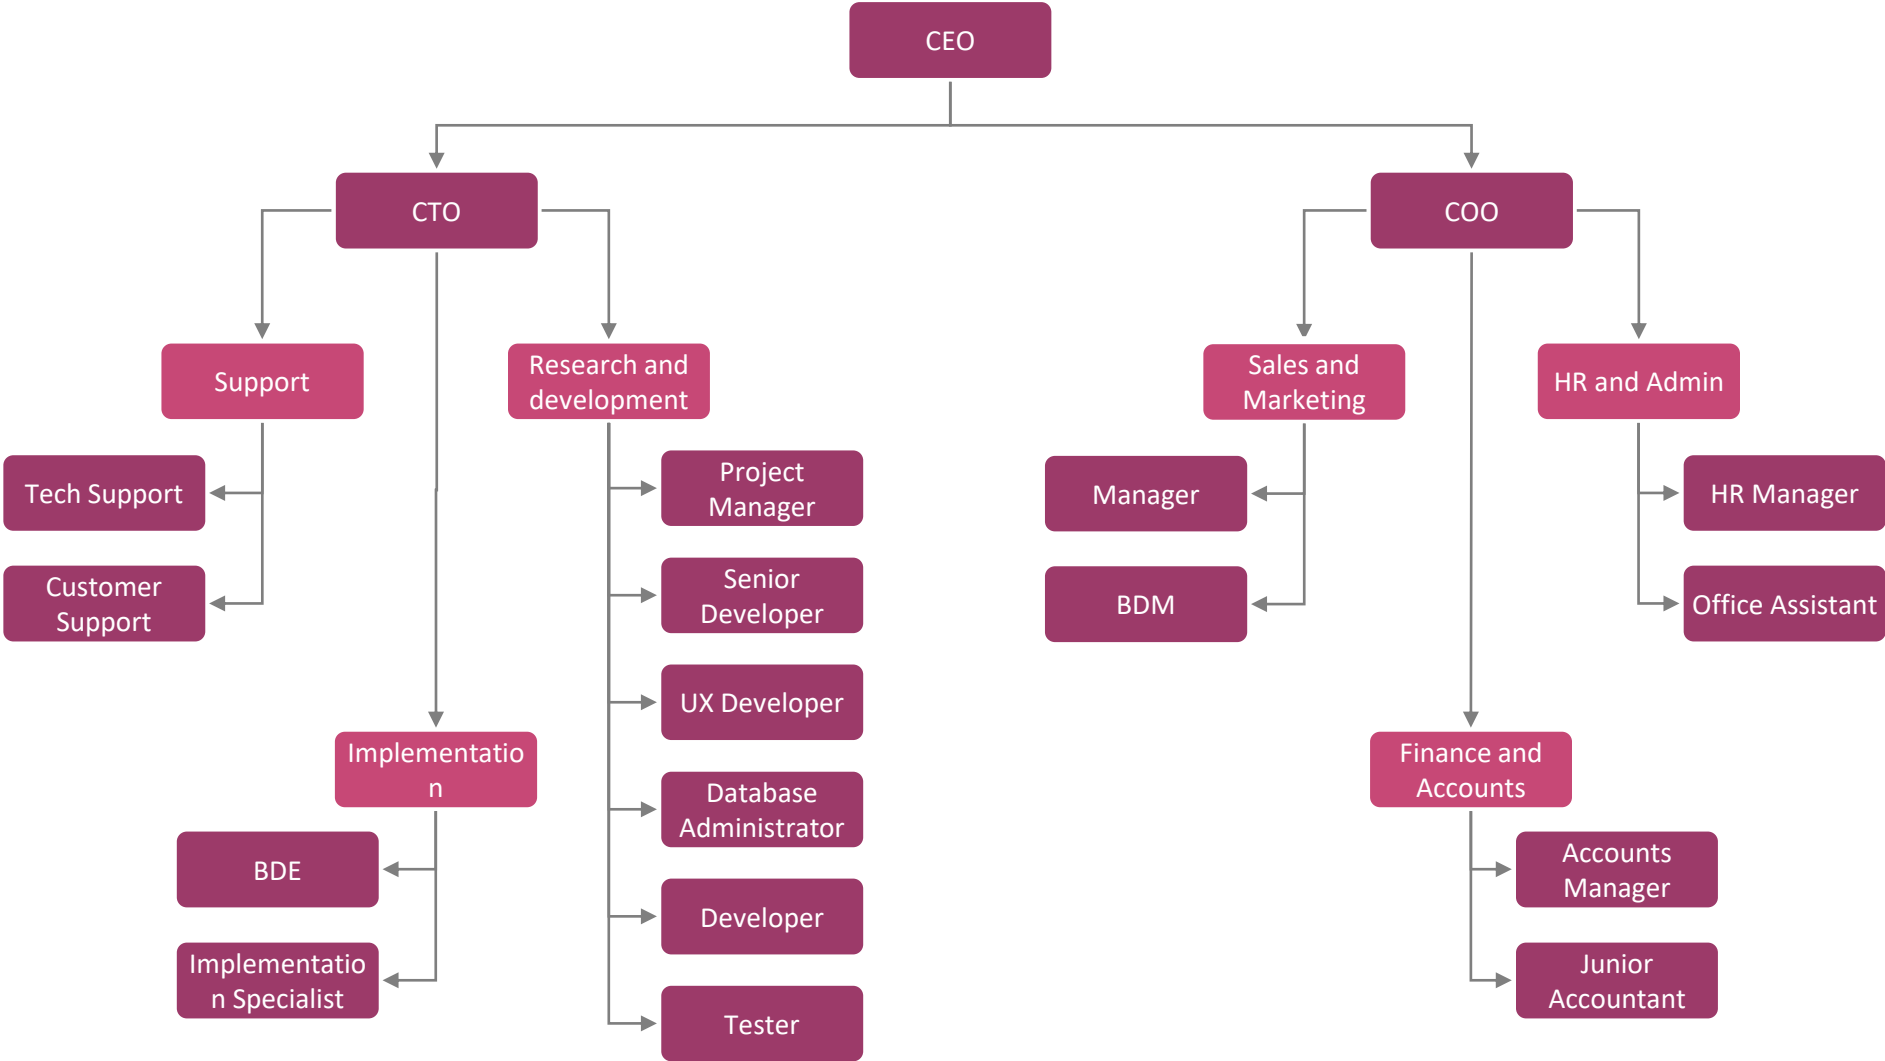 CEO
CTO
COO
Support
Research and
development
Sales and
Marketing
HR and Admin
Tech Support
Customer
Support
Project
Manager
Senior
Developer
UX Developer
Database
Administrator
Developer
Tester
Manager
BDM
HR Manager
Office Assistant
Implementatio
n
BDE
Implementatio
n Specialist
Finance and
Accounts
Accounts
Manager
Junior
Accountant